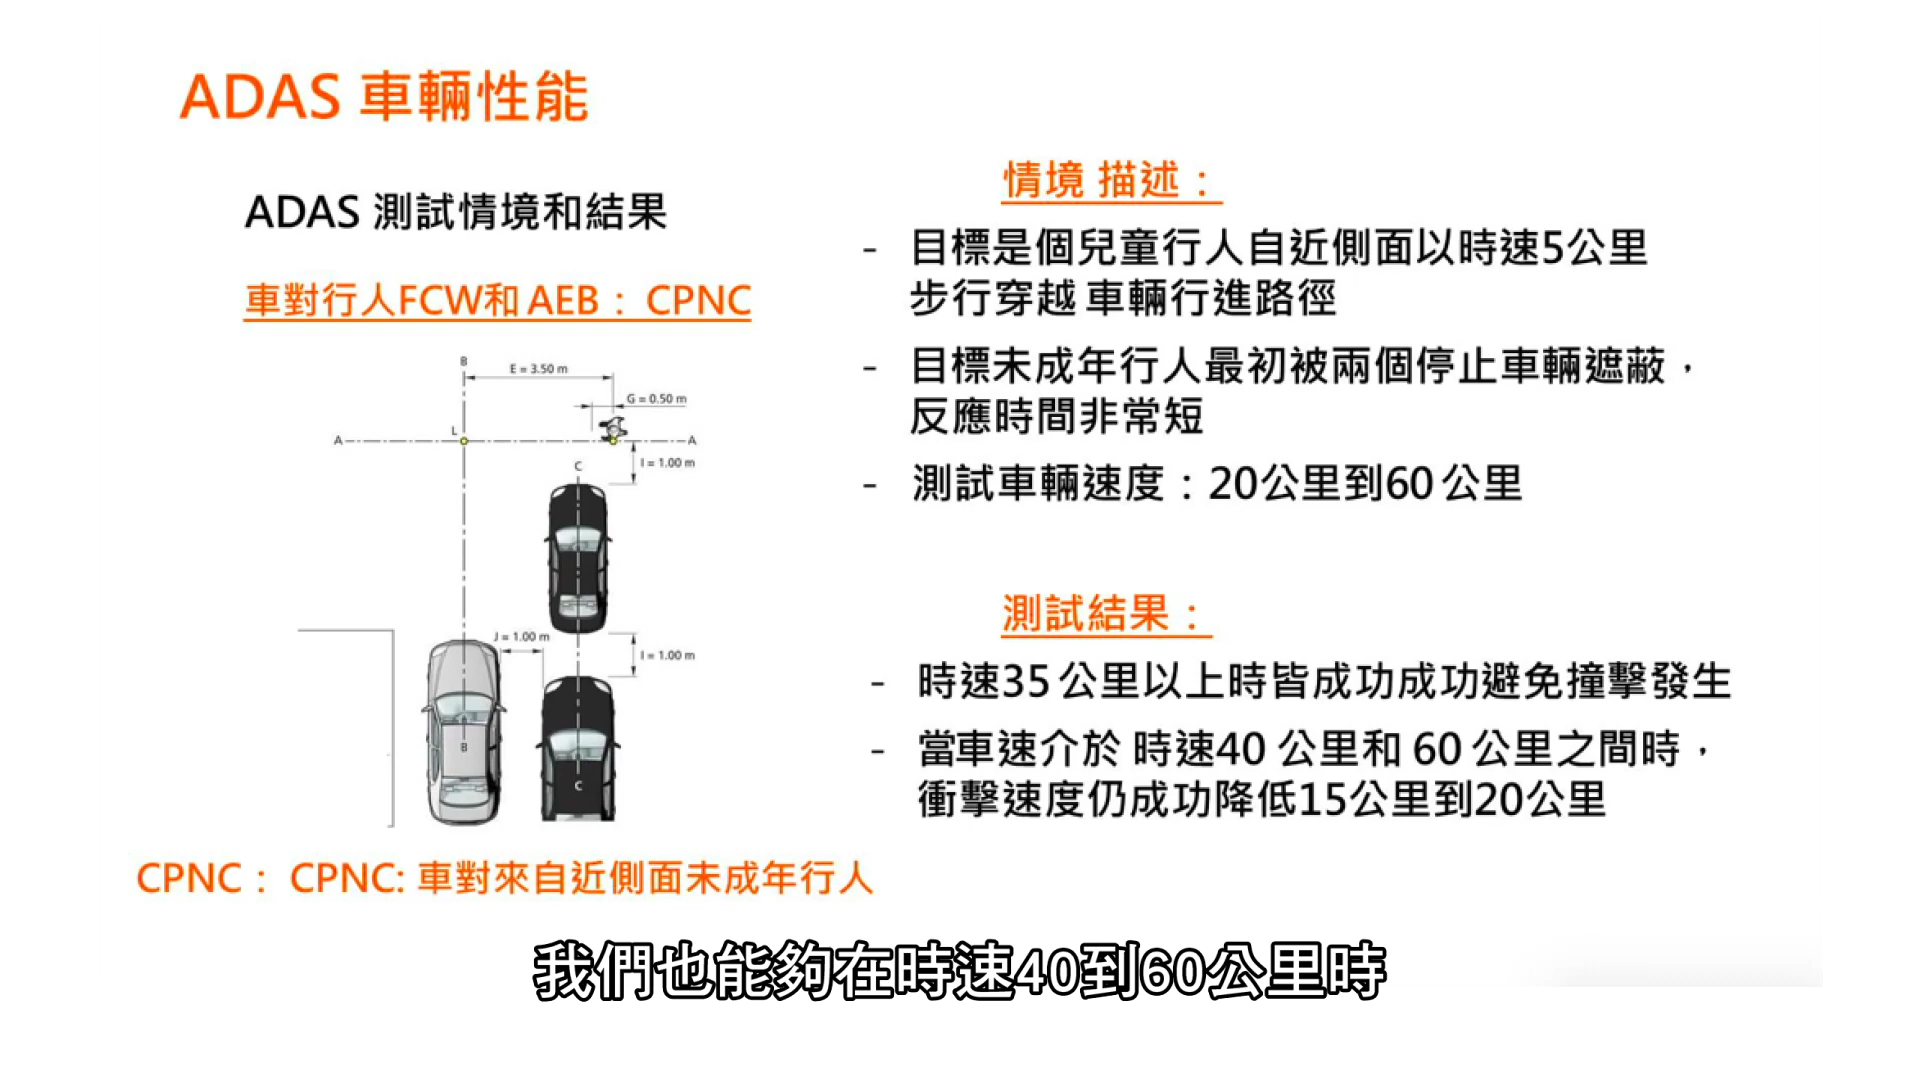 ADAS 車輛性能
ADAS 測試情境和結果
車對行人FCW和 AEB： CPNC
B
E = 3.50 m
G = 0.50 m
L
A
A
I = 1.00 m
C
J = 1.00 m
I = 1.00 m
B
C
CPNC： CPNC: 車對來自近側面未成年行人
情境 描述：
- 目標是個兒童行人自近側面以時速5公里
步行穿越 車輛行進路徑
- 目標未成年行人最初被兩個停止車輛遮蔽，
反應時間非常短
- 測試車輛速度：20公里到60 公里
測試結果：
- 時速35 公里以上時皆成功成功避免撞擊發生
- 當車速介於 時速40 公里和 60 公里之間時，
衝擊速度仍成功降低15公里到20公里
我們也能夠在時速40到60公里時